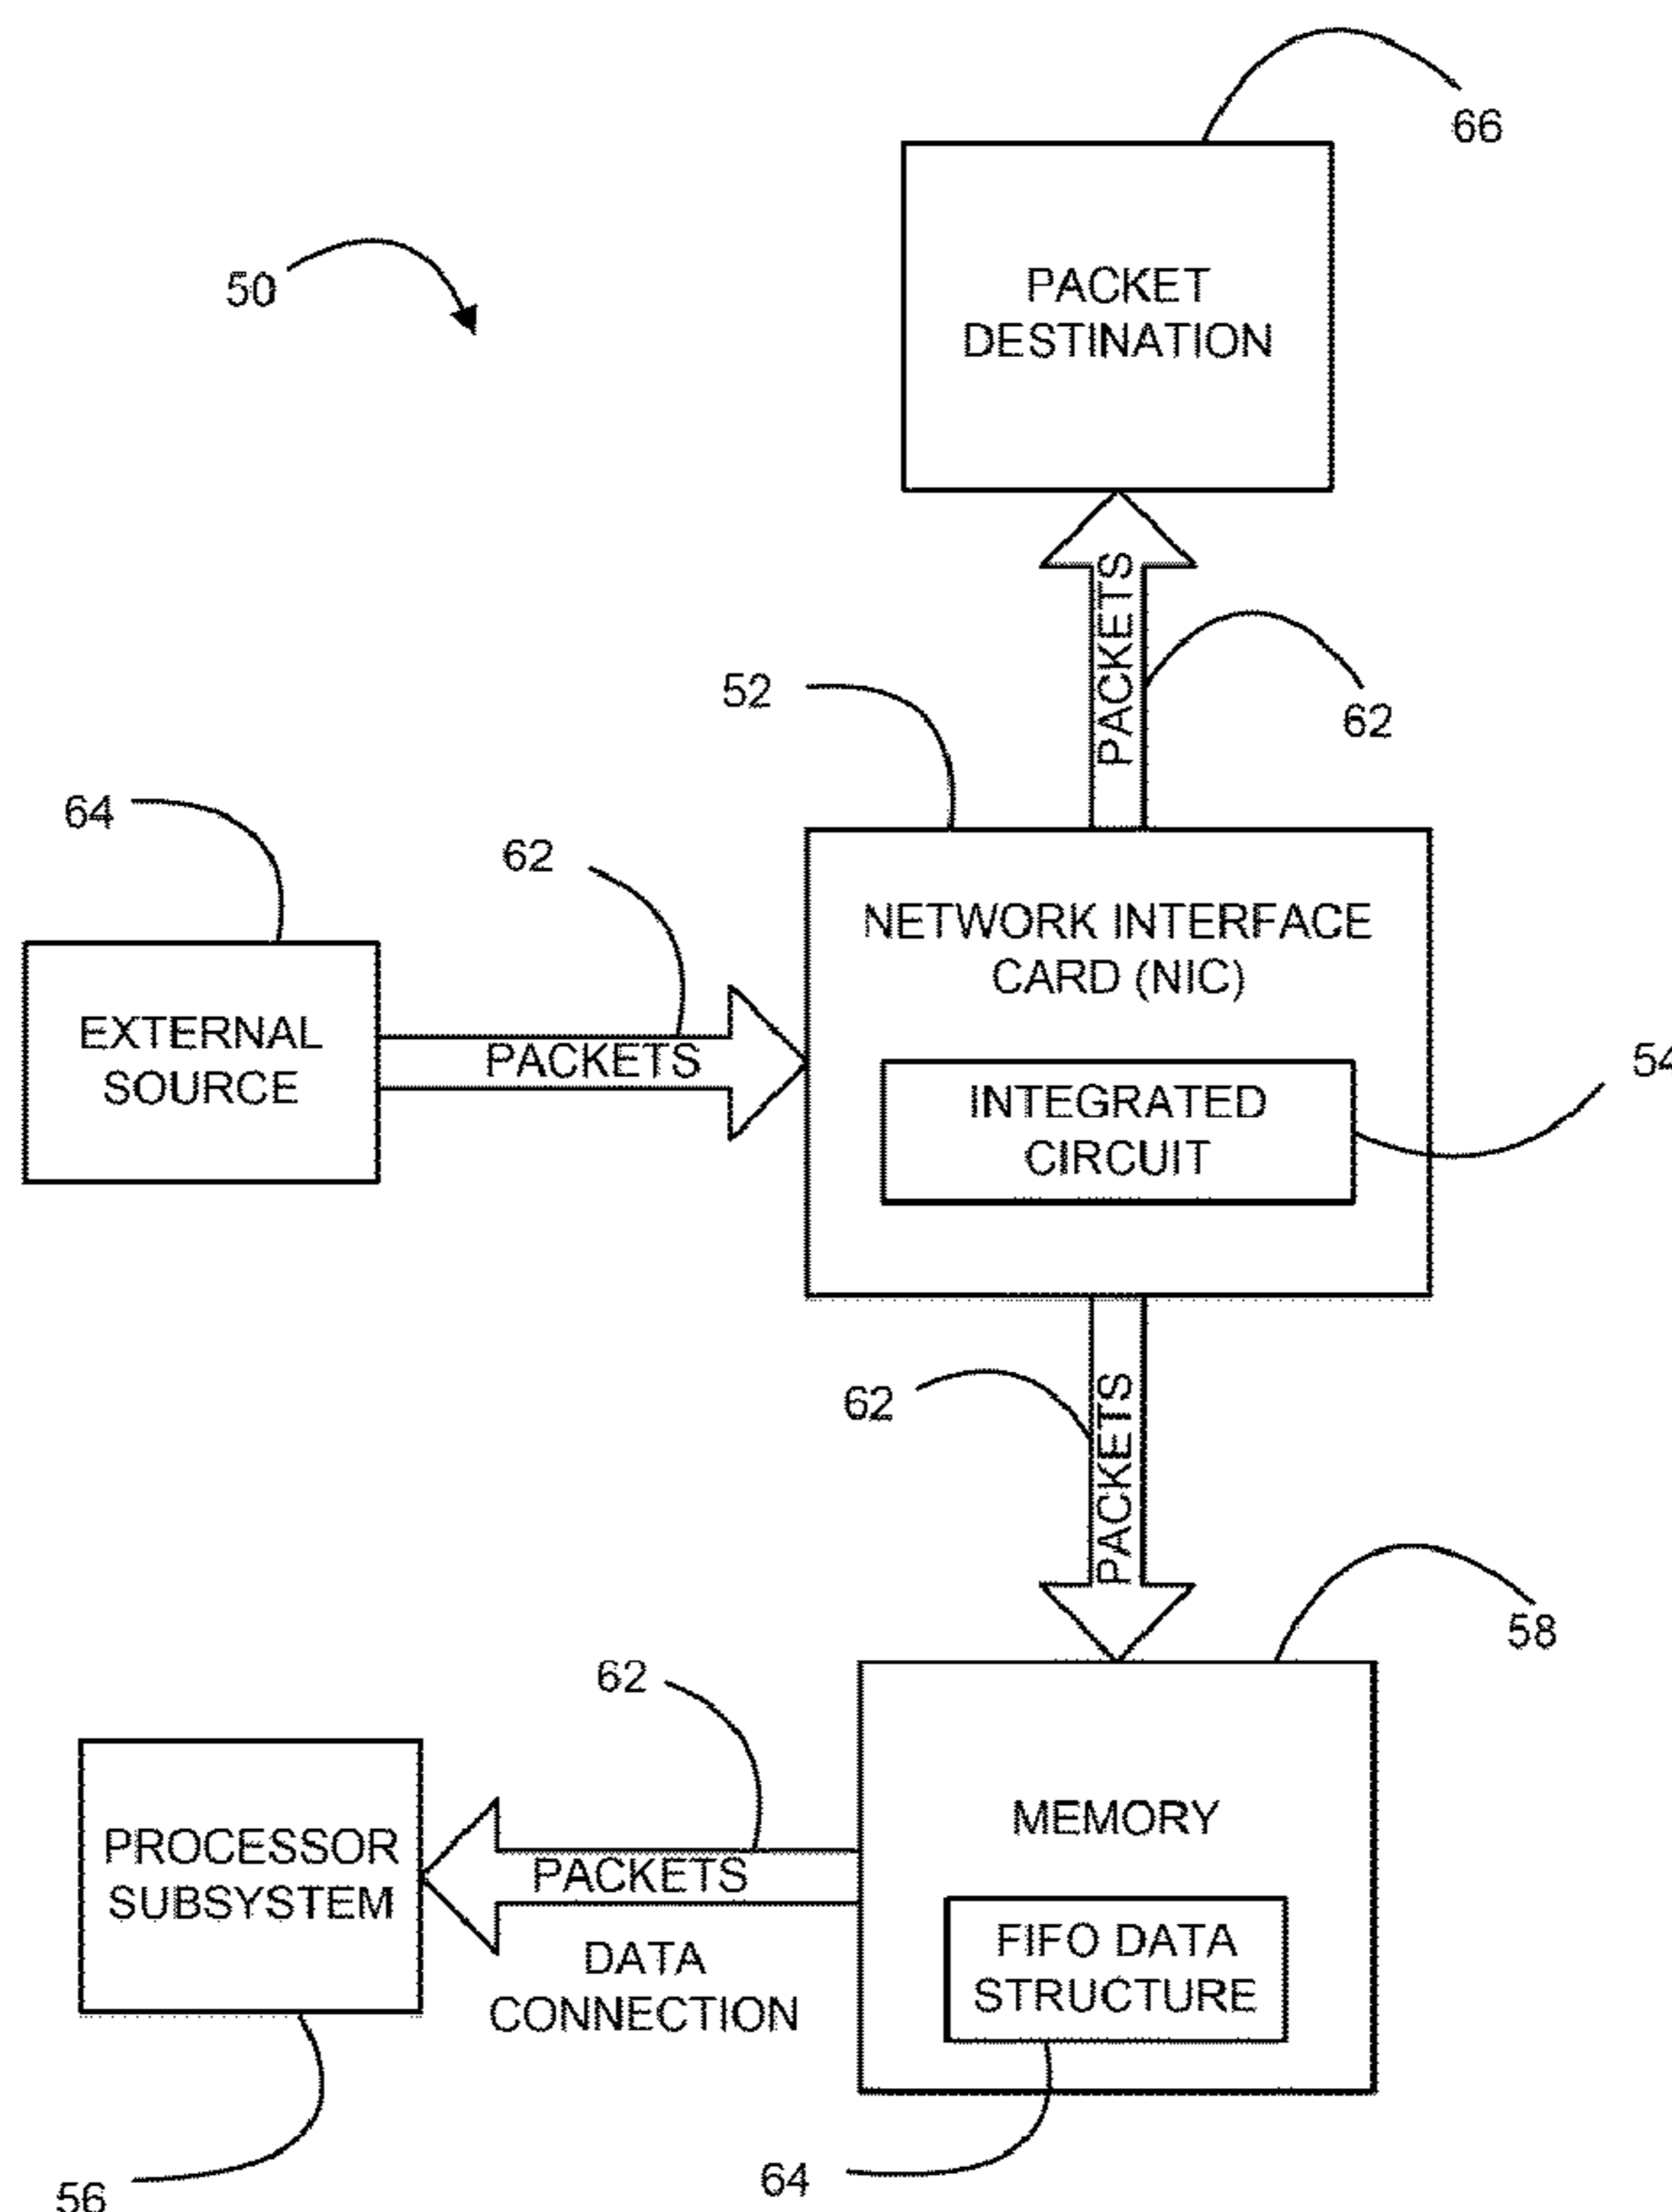 66
PACKET
DESTINATION
50
PACKETS
62
52
64
62
NETWORK INTERFACE
CARD (NIC)
EXTERNAL
SOURCE
PACKETS
54
INTEGRATED
CIRCUIT
62
PACKETS
58
62
MEMORY
PROCESSOR
SUBSYSTEM
PACKETS
DATA
CONNECTION
FIFO DATA
STRUCTURE
64
56